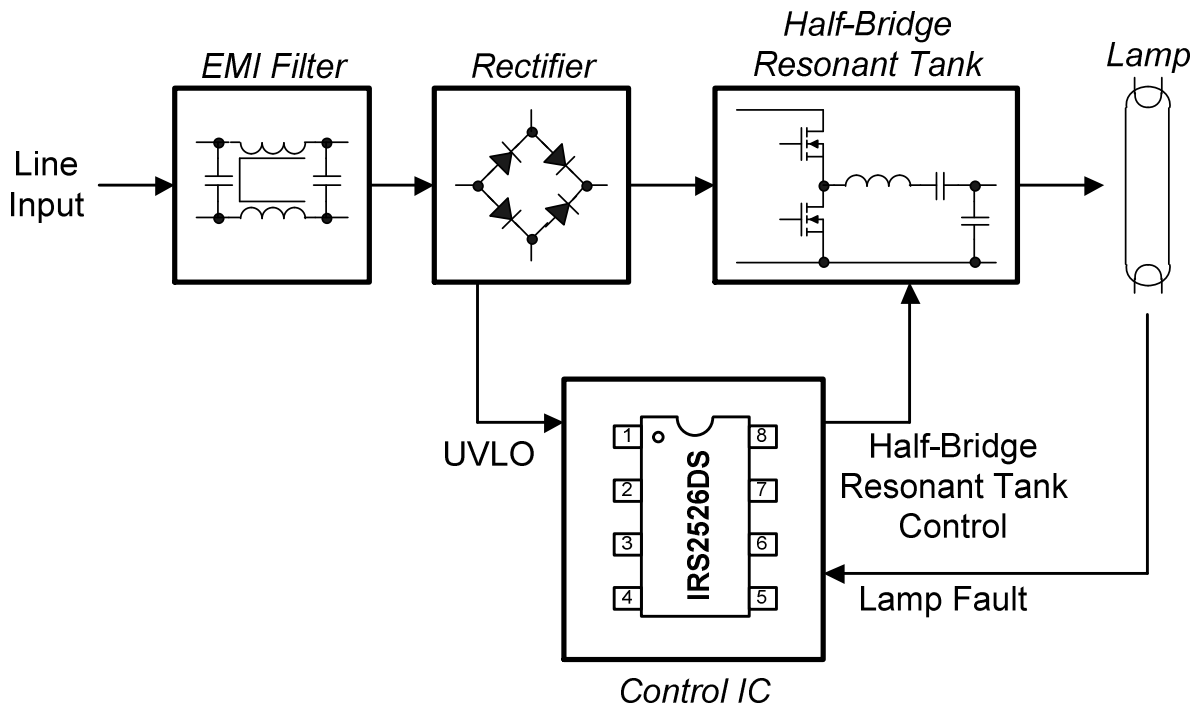 EMI Filter
Rectifier
Half-Bridge
Resonant Tank
Lamp
Line
Input
UVLO
1
2
3
4
IRS2526DS
8
7
6
5
Half-Bridge
Resonant Tank
Control
Lamp Fault
Control IC